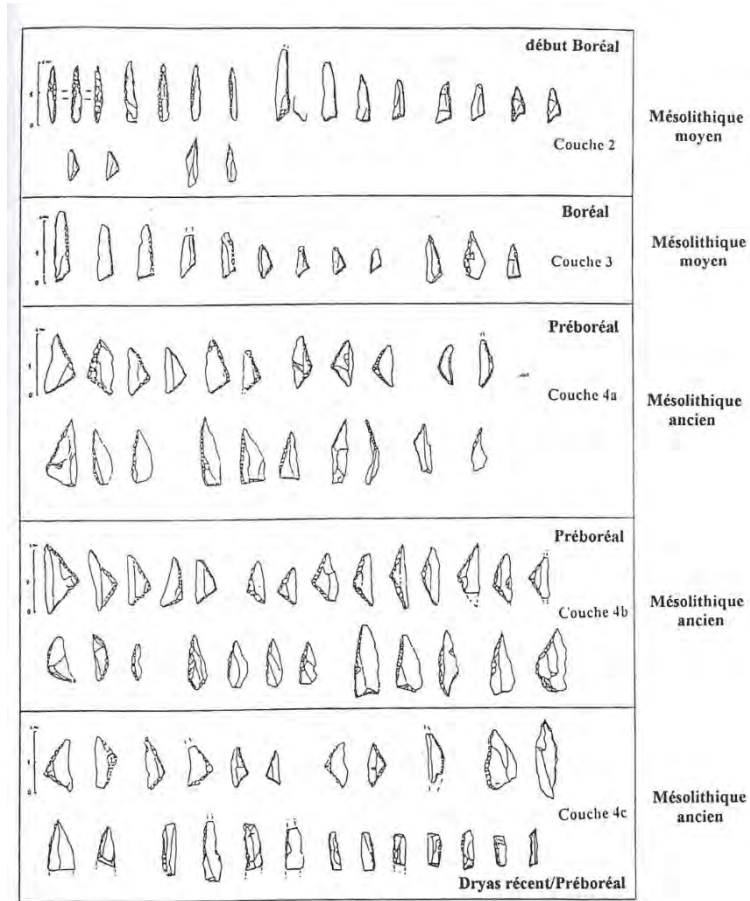 début Boréal
Mésolithique
moyen
Couche 2
Boréal
Mésolithique
moyen
Couche 3
Préboréal
Couche 4a
Mésolithique
ancien
Préboréal
Couche 4b
Mésolithique
ancien
Couche 4c
Mésolithique
ancien
Dryas récent/Préboréal